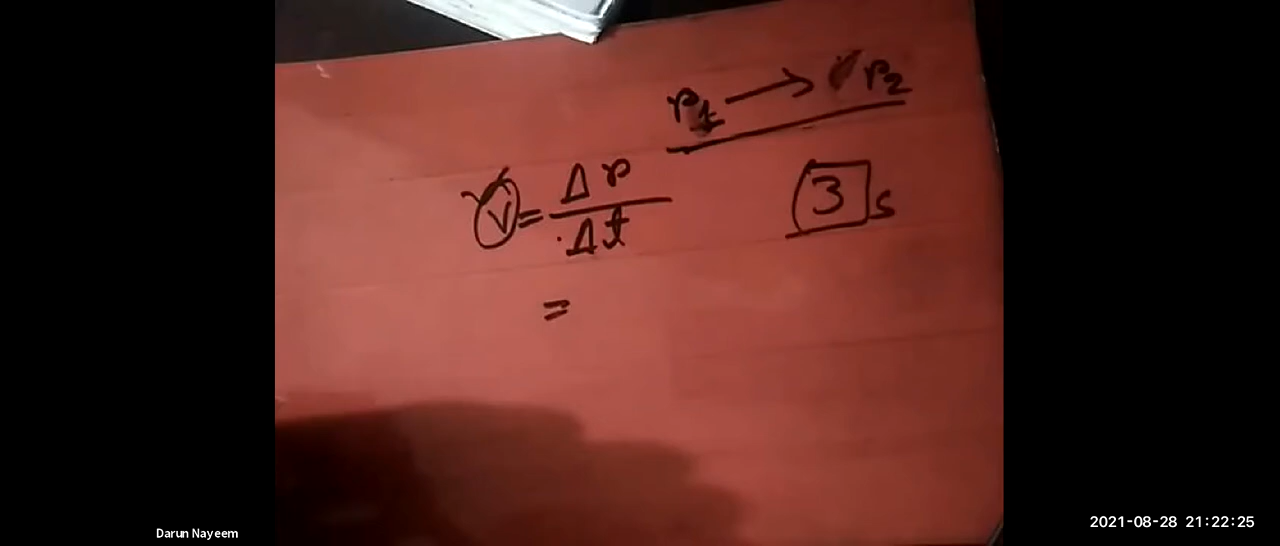 r₁ → r₂
v = Δr / Δt
3 s
=
Darun Nayeem
2021-08-28 21:22:25